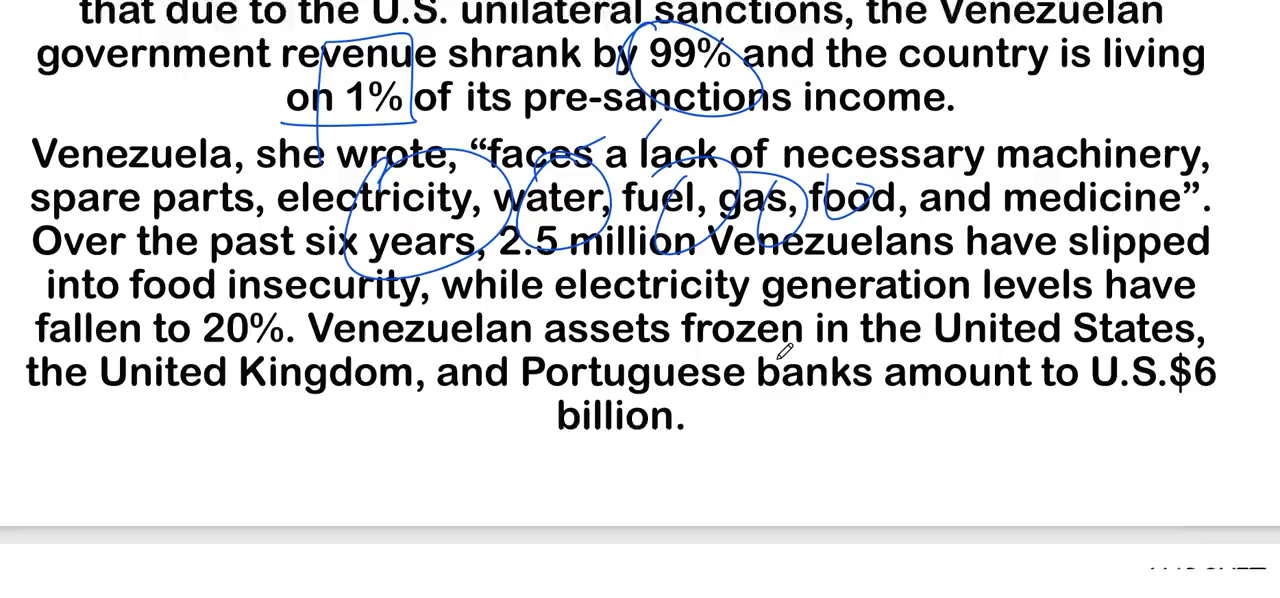 that due to the U.S. unilateral sanctions, the Venezuelan
government revenue shrank by 99% and the country is living
on 1% of its pre-sanctions income.
Venezuela, she wrote, “faces a lack of necessary machinery,
spare parts, electricity, water, fuel, gas, food, and medicine”.
Over the past six years, 2.5 million Venezuelans have slipped
into food insecurity, while electricity generation levels have
fallen to 20%. Venezuelan assets frozen in the United States,
the United Kingdom, and Portuguese banks amount to U.S.$6
billion.